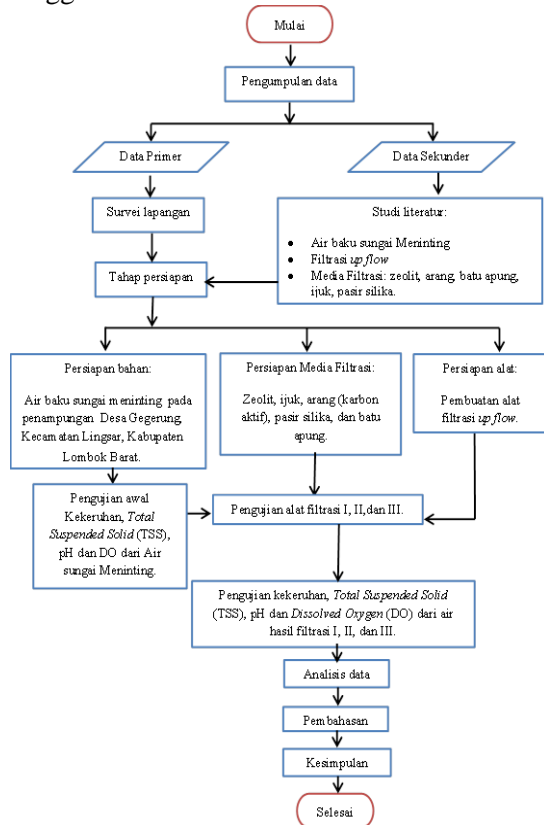 Mulai
Pengumpulan data
Data Primer
Data Sekunder
Survei lapangan
Studi literatur:
• Air baku sungai Meninting
• Filtrasi up flow
• Media Filtrasi: zeolit, arang, batu apung,
ijuk, pasir silika.
Tahap persiapan
Persiapan bahan:
Air baku sungai meninting pada
penampungan Desa Gegerung,
Kecamatan Lingsar, Kabupaten
Lombok Barat.
Persiapan Media Filtrasi:
Zeolit, ijuk, arang (karbon
aktif), pasir silika, dan batu
apung.
Persiapan alat:
Pembuatan alat
filtrasi up flow.
Pengujian awal
Kekeruhan, Total
Suspended Solid (TSS),
pH dan DO dari Air
sungai Meninting.
Pengujian alat filtrasi I, II,dan III.
Pengujian kekeruhan, Total Suspended Solid
(TSS), pH dan Dissolved Oxygen (DO) dari air
hasil filtrasi I, II, dan III.
Analisis data
Pembahasan
Kesimpulan
Selesai